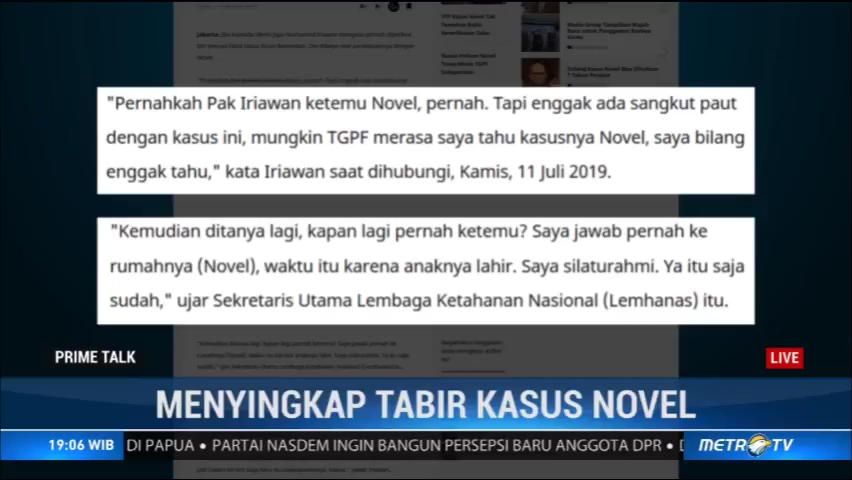 "Pernahkah Pak Iriawan ketemu Novel, pernah. Tapi enggak ada sangkut paut
dengan kasus ini, mungkin TGPF merasa saya tahu kasusnya Novel, saya bilang
enggak tahu," kata Iriawan saat dihubungi, Kamis, 11 Juli 2019.
"Kemudian ditanya lagi, kapan lagi pernah ketemu? Saya jawab pernah ke
rumahnya (Novel), waktu itu karena anaknya lahir. Saya silaturahmi. Ya itu saja
sudah," ujar Sekretaris Utama Lembaga Ketahanan Nasional (Lemhanas) itu.
PRIME TALK
LIVE
MENYINGKAP TABIR KASUS NOVEL
19:06 WIB DI PAPUA • PARTAI NASDEM INGIN BANGUN PERSEPSI BARU ANGGOTA DPR • METRO TV